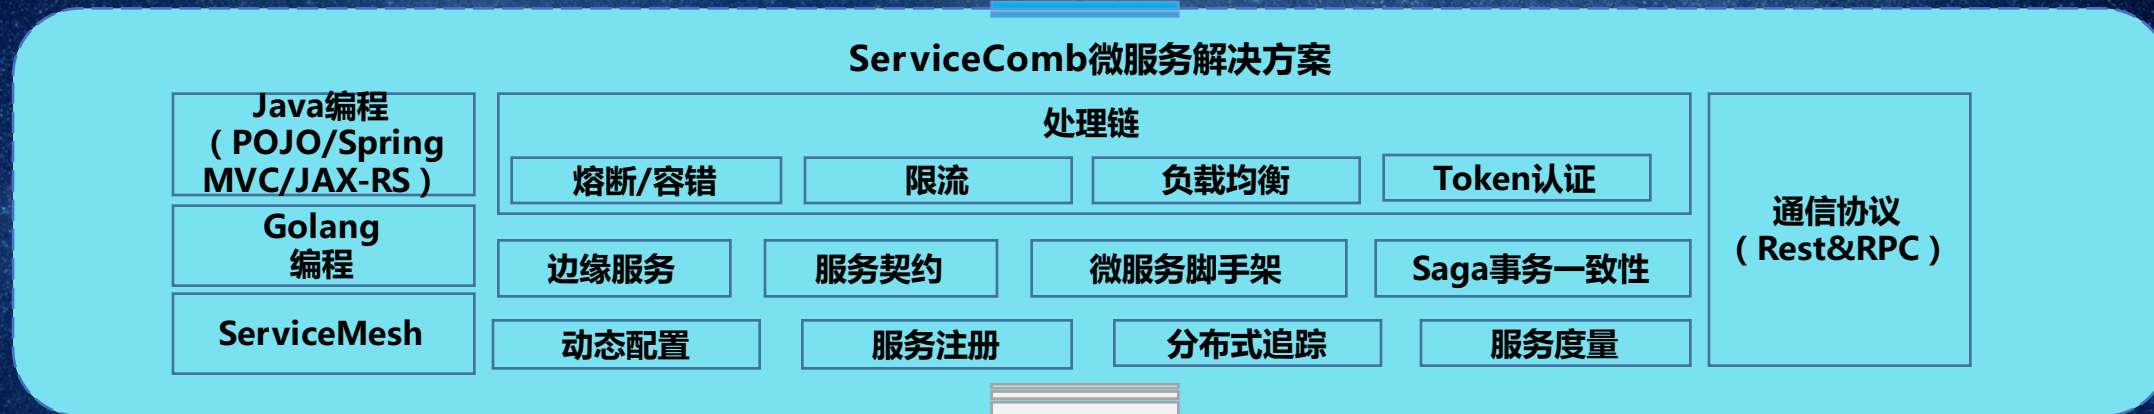 ServiceComb微服务解决方案
Java编程
（POJO/Spring
MVC/JAX-RS）
Golang
编程
ServiceMesh
处理链
熔断/容错
限流
负载均衡
Token认证
边缘服务
服务契约
微服务脚手架
Saga事务一致性
动态配置
服务注册
分布式追踪
服务度量
通信协议
（Rest&RPC）